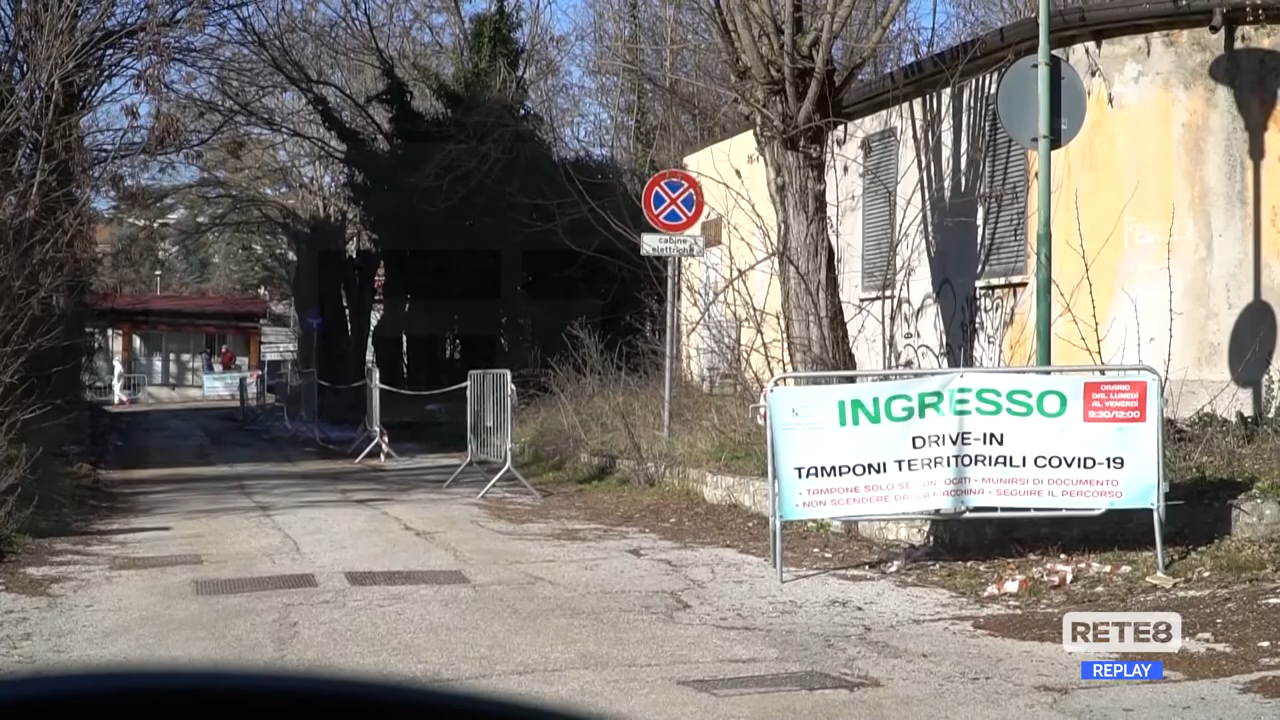 cabine
elettriche
INGRESSO
ORARIO
DAL LUNEDÌ
AL VENERDÌ
9:30/12:00
DRIVE-IN
TAMPONI TERRITORIALI COVID-19
• TAMPONE SOLO SE CONVOCATI • MUNIRSI DI DOCUMENTO
• NON SCENDERE DALLA MACCHINA • SEGUIRE IL PERCORSO
RETE8
REPLAY